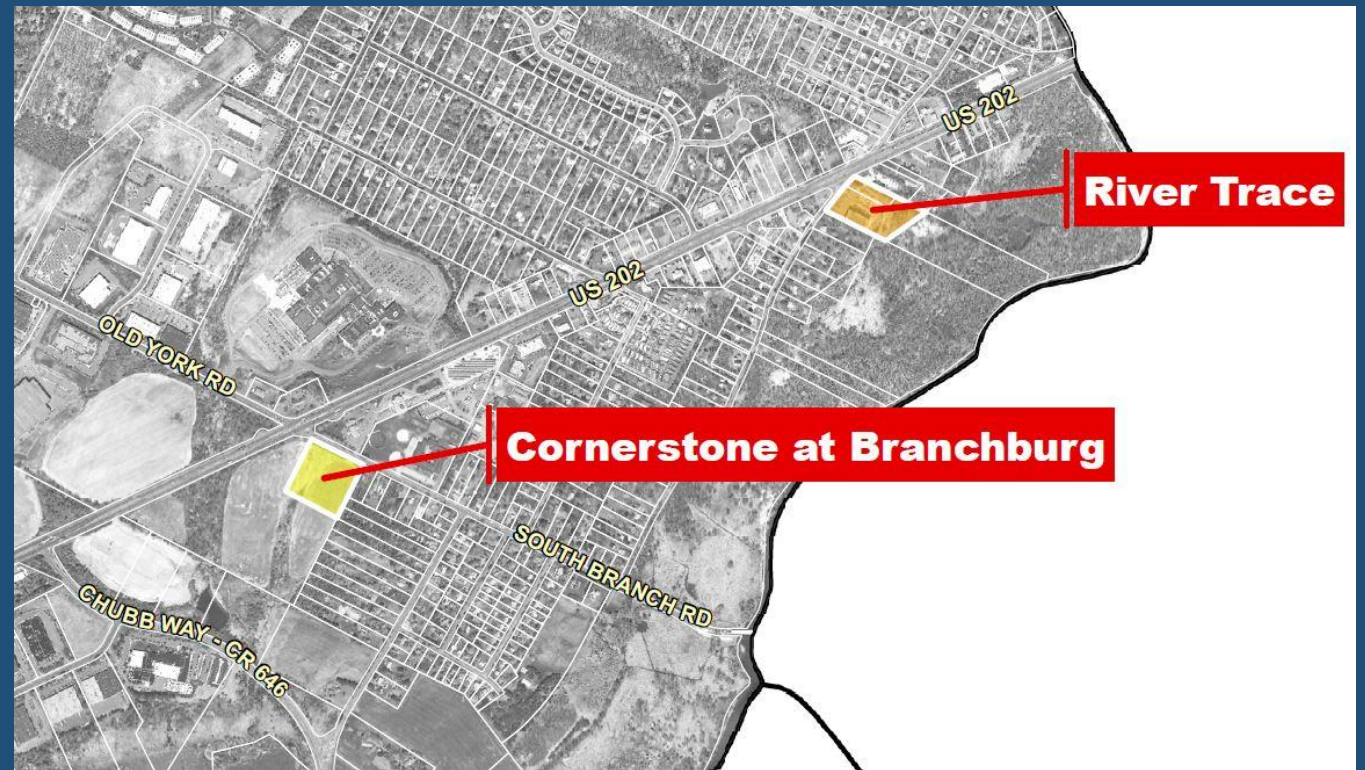 US 202
River Trace
US 202
OLD YORK RD
Cornerstone at Branchburg
SOUTH BRANCH RD
CHUBB WAY - CR 646